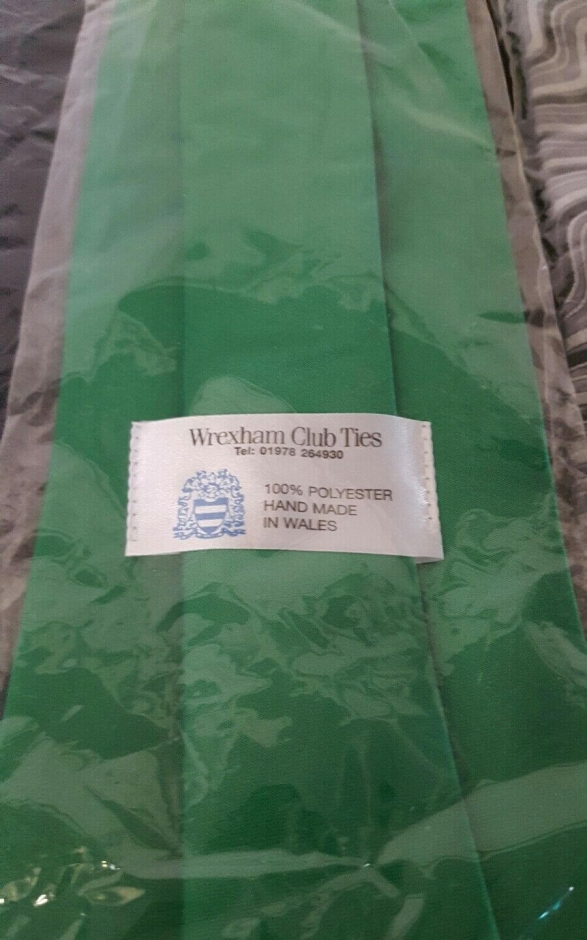 Wrexham Club Ties
Tel: 01978 264930
100% POLYESTER
HAND MADE
IN WALES